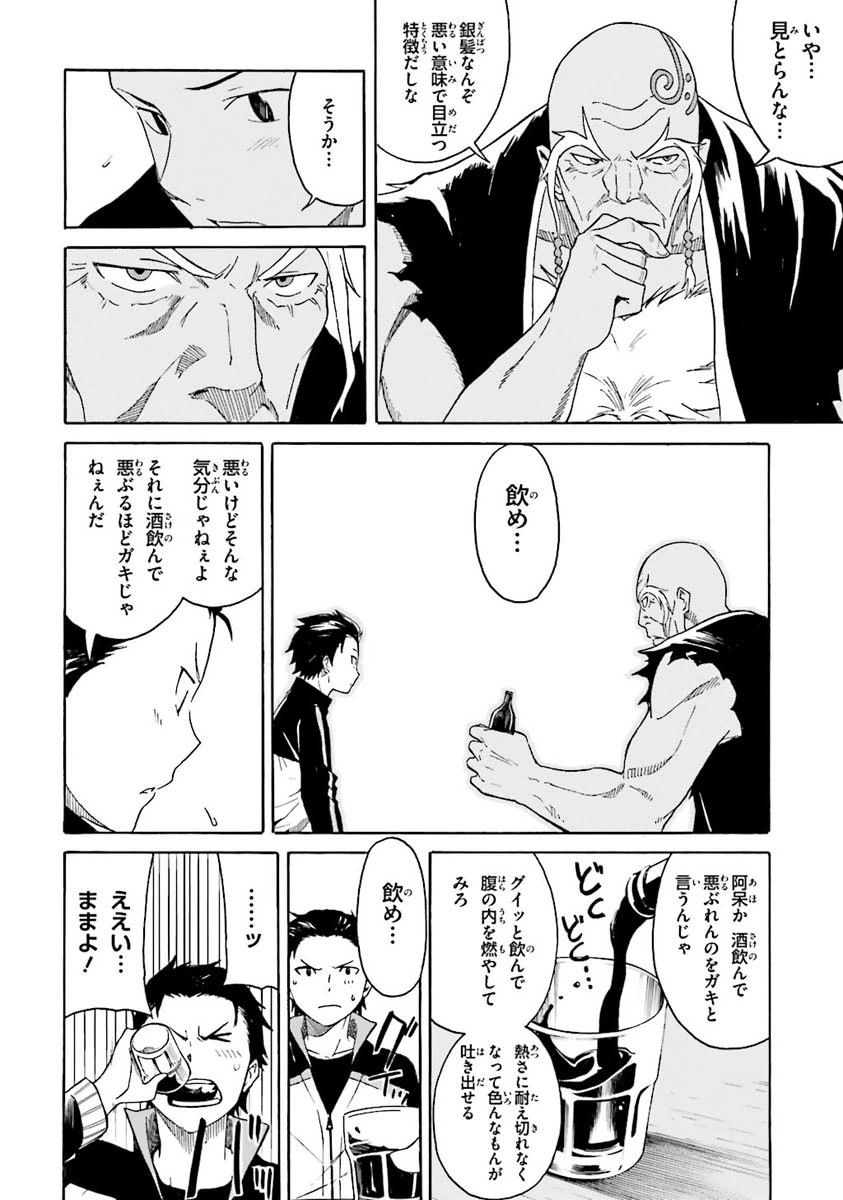 いや…
見とらんな…
銀髪なんぞ
悪い意味で目立つ
特徴だしな
そうか…
飲め…
悪いけどそんな
気分じゃねぇよ
それに酒飲んで
悪ぶるほどガキじゃ
ねぇんだ
阿呆か 酒飲んで
悪ぶれんのをガキと
言うんじゃ
どくどく
グイッと飲んで
腹の内を燃やして
みろ
熱さに耐え切れなく
なって色んなもんが
吐き出せる
飲め…
……ッ
ええい…
ままよ!